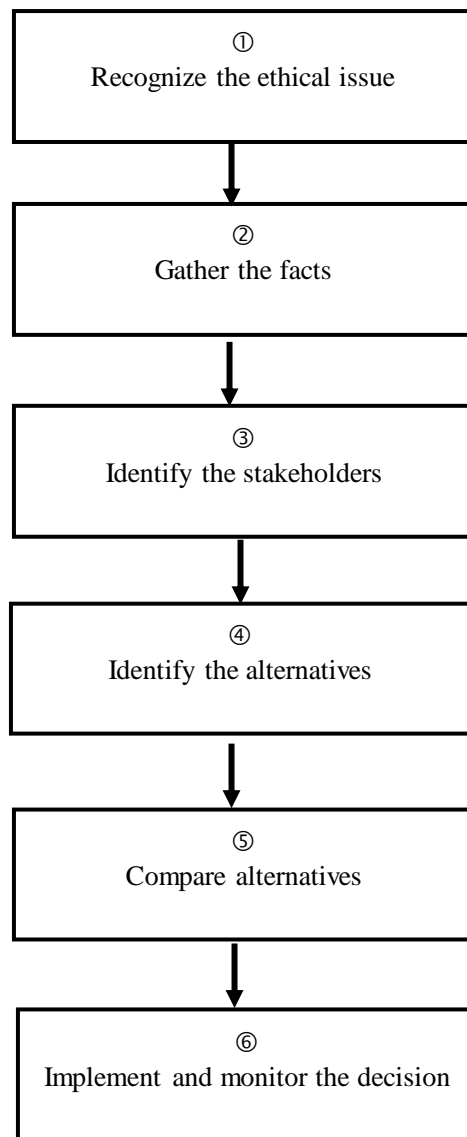 ①
Recognize the ethical issue
②
Gather the facts
③
Identify the stakeholders
④
Identify the alternatives
⑤
Compare alternatives
⑥
Implement and monitor the decision